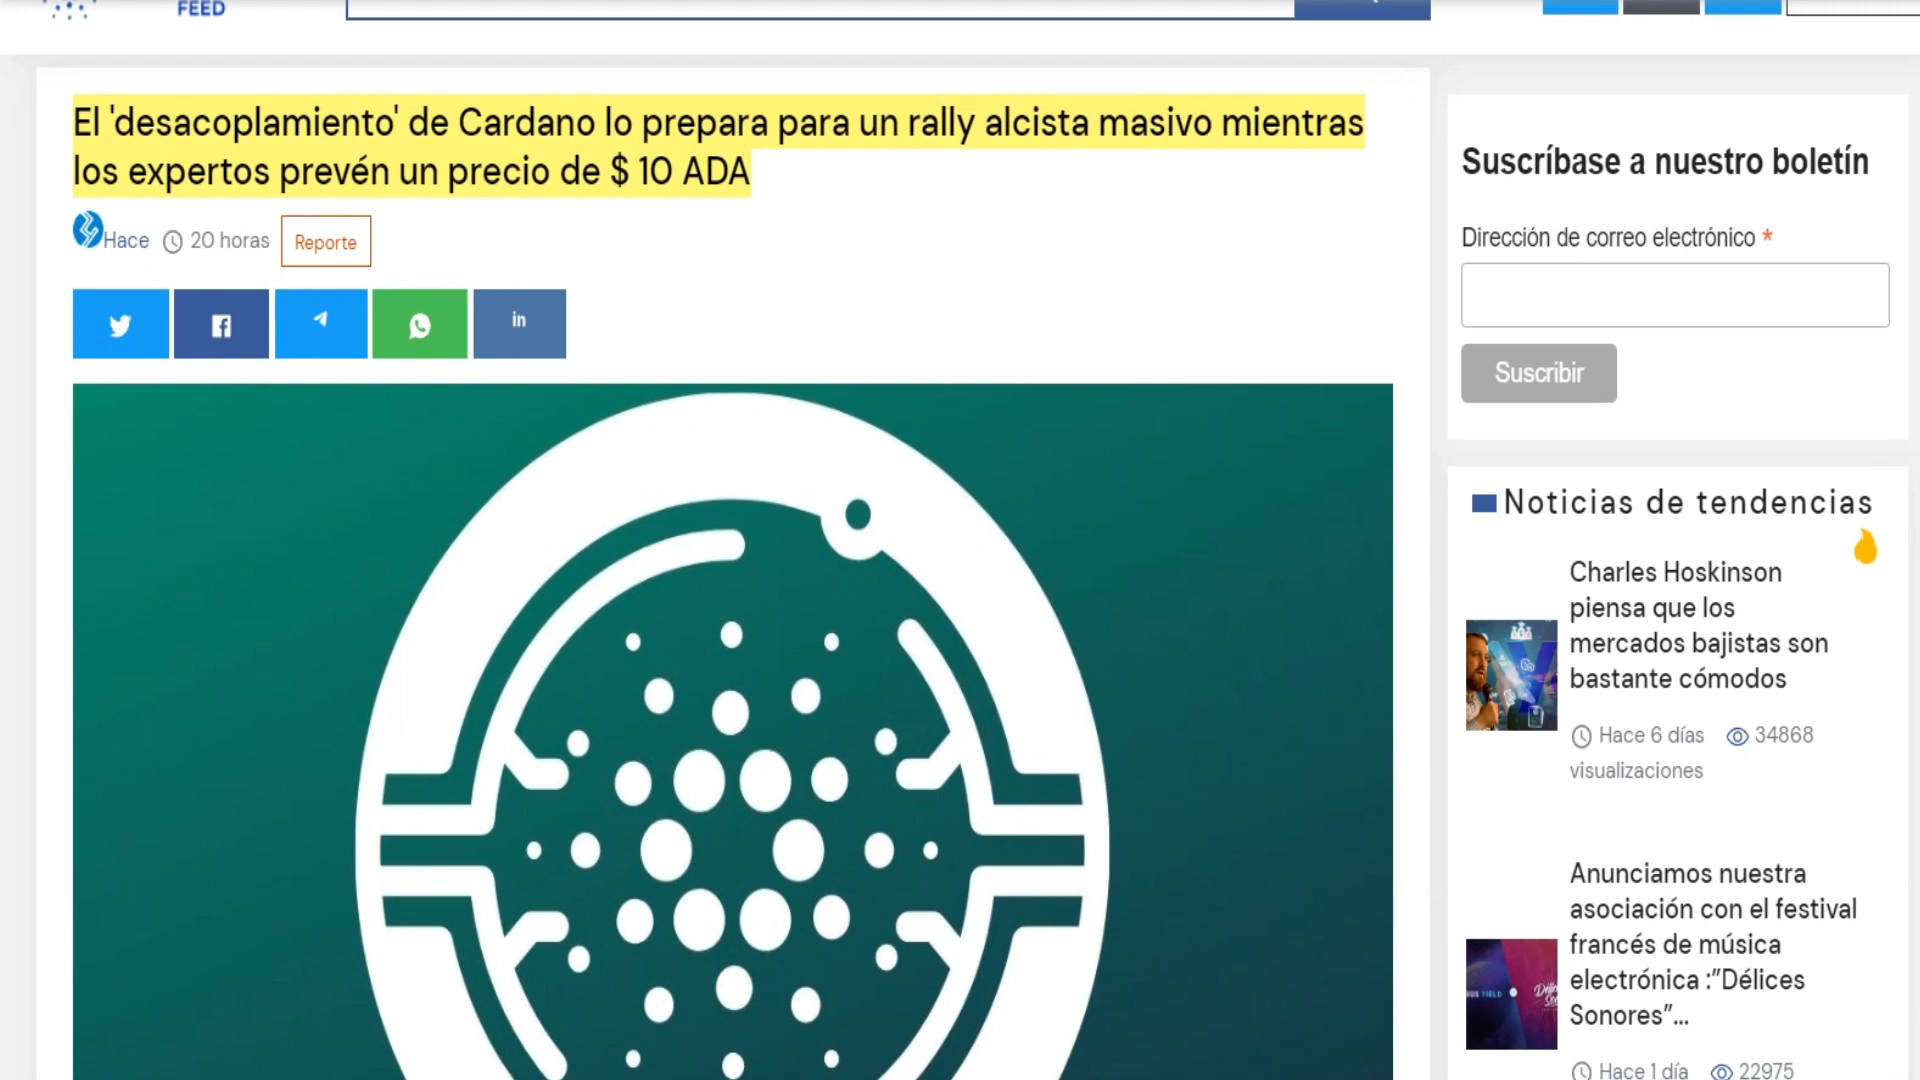 FEED
El 'desacoplamiento' de Cardano lo prepara para un rally alcista masivo mientras
los expertos prevén un precio de $ 10 ADA
Hace 20 horas Reporte
in
Suscríbase a nuestro boletín
Dirección de correo electrónico *
Suscribir
Noticias de tendencias
Charles Hoskinson
piensa que los
mercados bajistas son
bastante cómodos
Hace 6 días 34868
visualizaciones
Anunciamos nuestra
asociación con el festival
francés de música
electrónica :"Délices
Sonores"...
Hace 1 día 22975